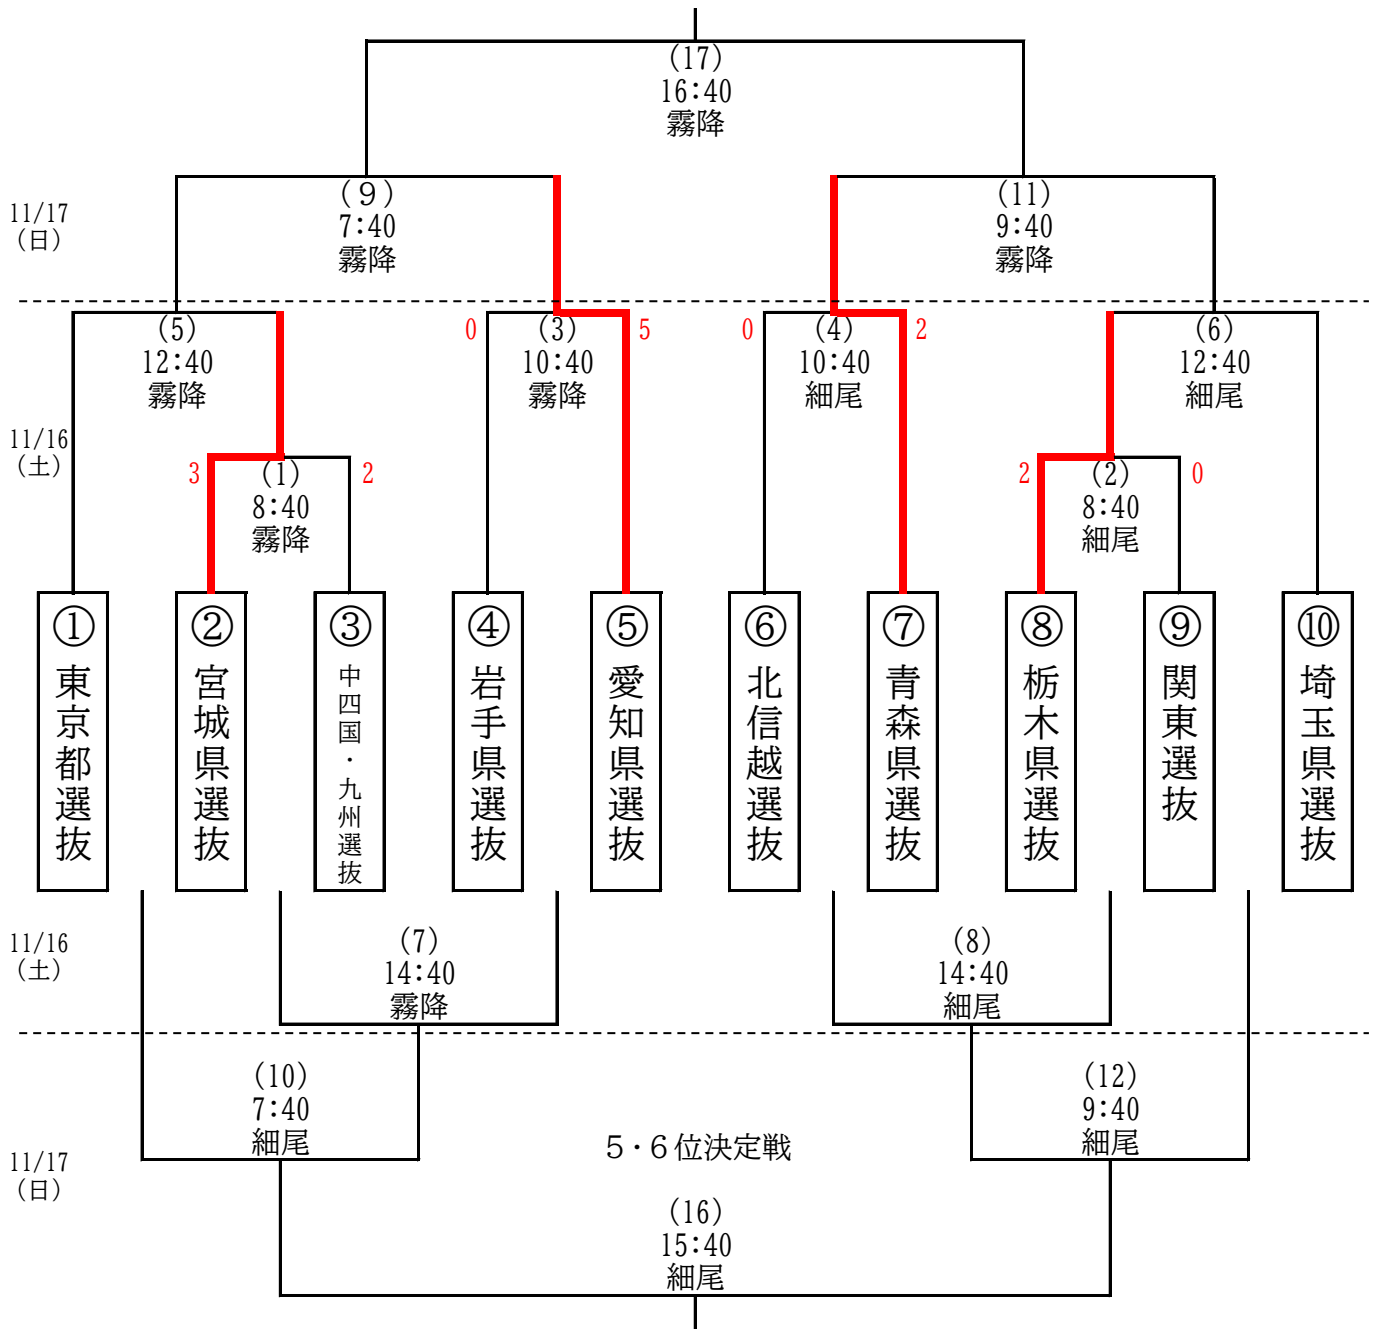 (17)
16:40
霧降
11/17
(日)
(９)
7:40
霧降
(11)
9:40
霧降
(5)
12:40
霧降
0
(3)
10:40
霧降
5
0
(4)
10:40
細尾
2
(6)
12:40
細尾
11/16
(土)
3
(1)
8:40
霧降
2
2
(2)
8:40
細尾
0
①東京都選抜
②宮城県選抜
③中四国・九州選抜
④岩手県選抜
⑤愛知県選抜
⑥北信越選抜
⑦青森県選抜
⑧栃木県選抜
⑨関東選抜
⑩埼玉県選抜
11/16
(土)
(7)
14:40
霧降
(8)
14:40
細尾
(10)
7:40
細尾
(12)
9:40
細尾
11/17
(日)
５・６位決定戦
(16)
15:40
細尾